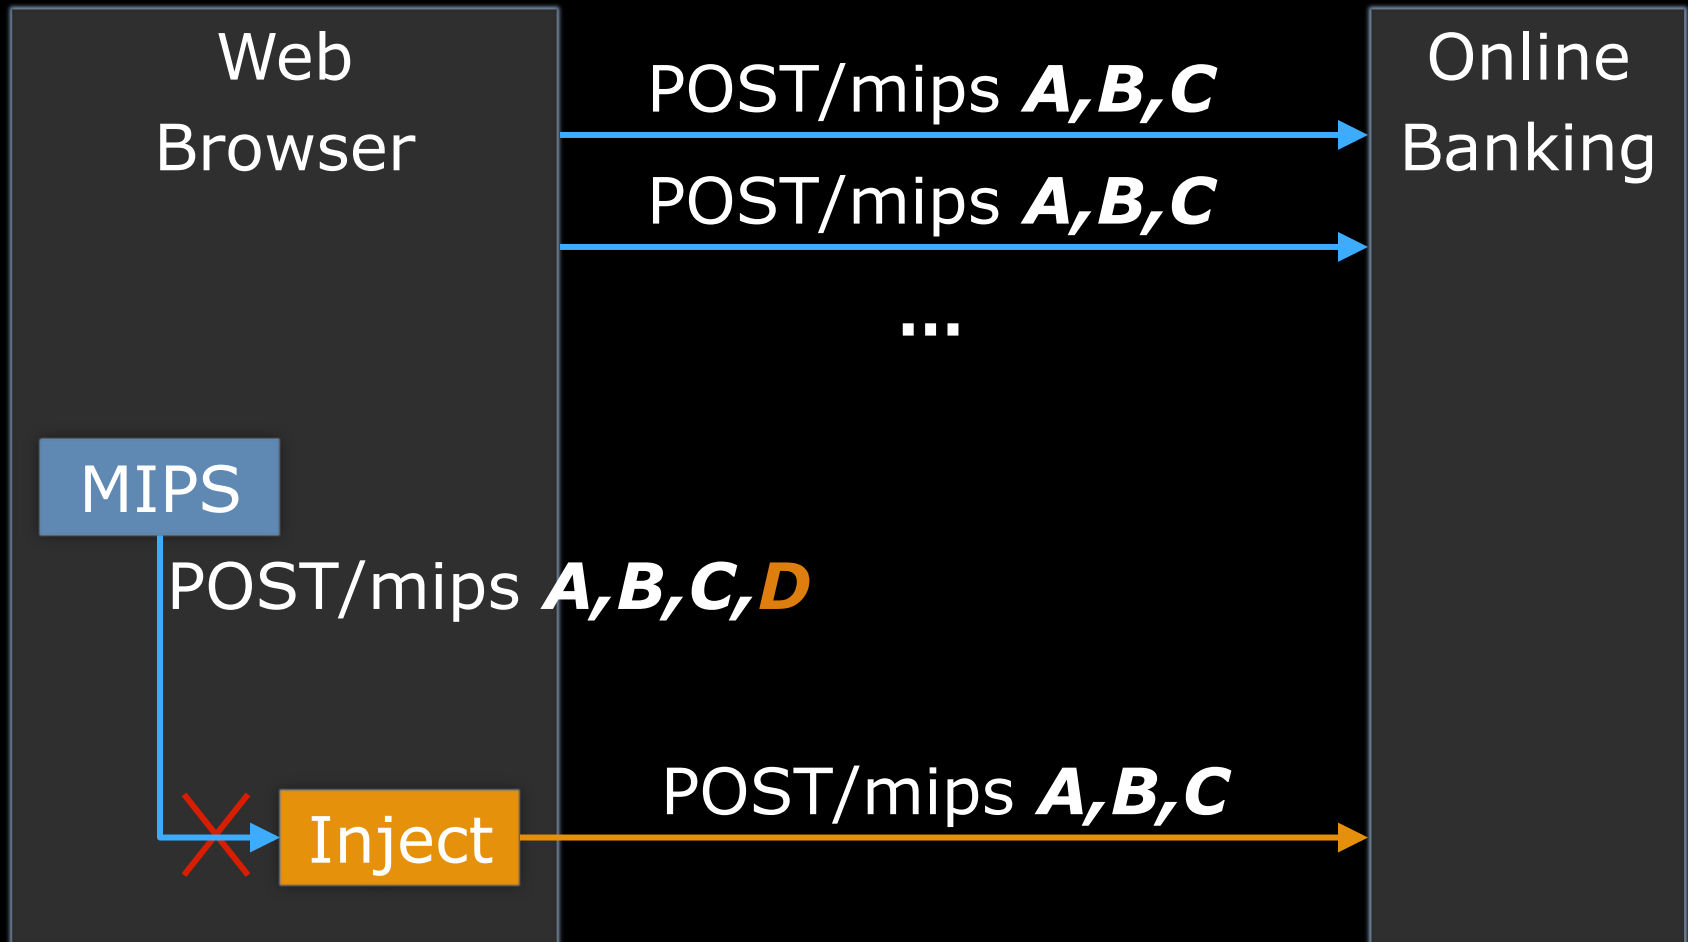 Web
Browser
POST/mips A,B,C
Online
Banking
POST/mips A,B,C
...
MIPS
POST/mips A,B,C,D
POST/mips A,B,C
Inject